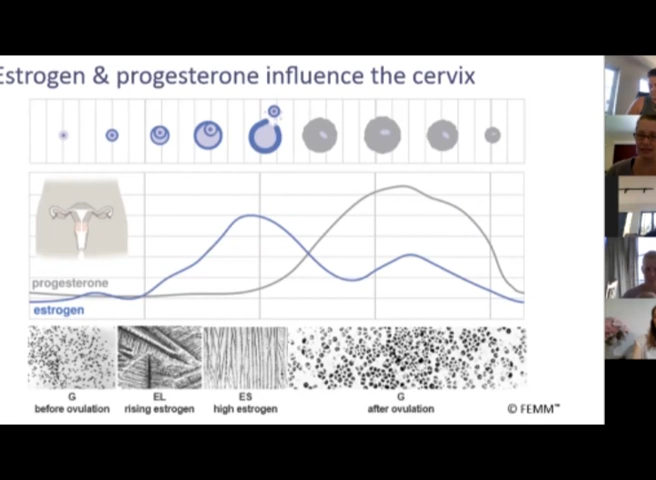 Estrogen & progesterone influence the cervix
progesterone
estrogen
G
before ovulation
EL
rising estrogen
ES
high estrogen
G
after ovulation
© FEMM™